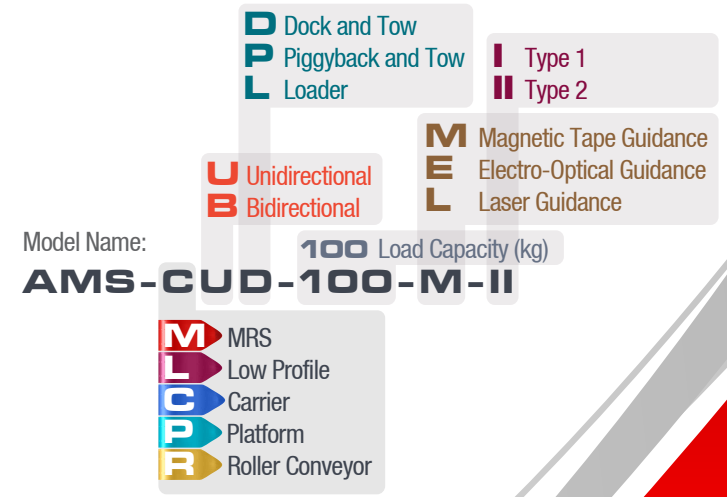 D Dock and Tow
P Piggyback and Tow
L Loader
I Type 1
II Type 2
M Magnetic Tape Guidance
E Electro-Optical Guidance
L Laser Guidance
U Unidirectional
B Bidirectional
Model Name:
100 Load Capacity (kg)
AMS-CUD-100-M-II
M MRS
L Low Profile
C Carrier
P Platform
R Roller Conveyor